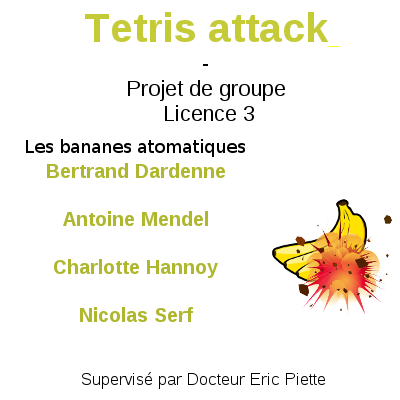 Tetris attack_
-
Projet de groupe
Licence 3
Les bananes atomatiques
Bertrand Dardenne
Antoine Mendel
Charlotte Hannoy
Nicolas Serf
Supervisé par Docteur Eric Piette